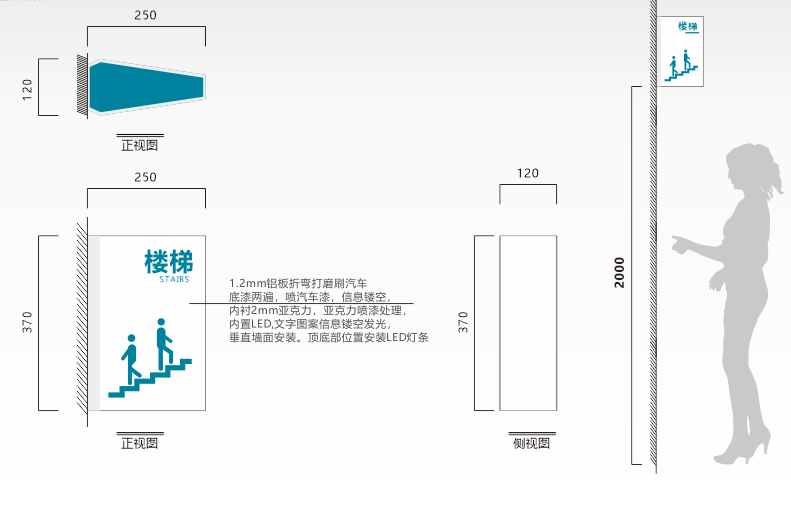 250
120
正视图
250
370
楼梯
STAIRS
正视图
1.2mm铝板折弯打磨刷汽车
底漆两遍，喷汽车漆，信息镂空，
内衬2mm亚克力，亚克力喷漆处理，
内置LED,文字图案信息镂空发光，
垂直墙面安装。顶底部位置安装LED灯条
120
370
侧视图
楼梯
2000